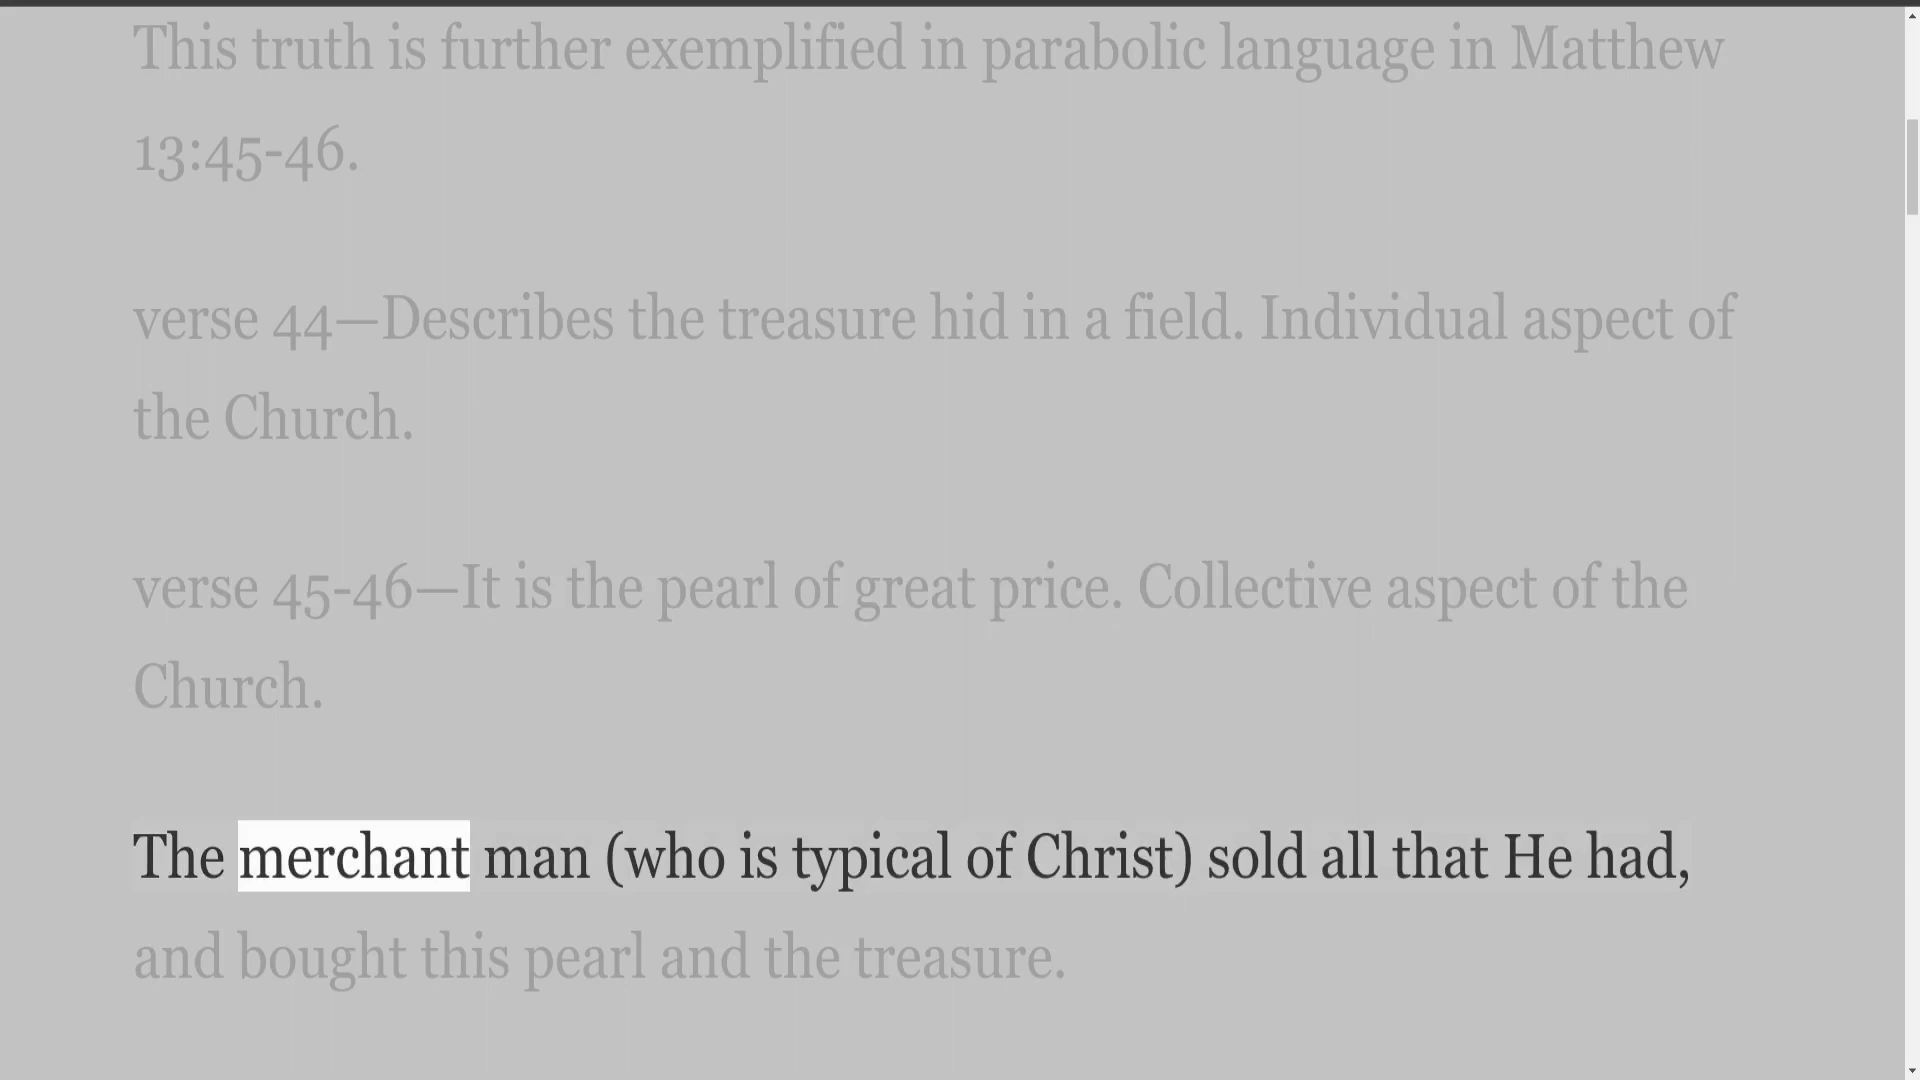 This truth is further exemplified in parabolic language in Matthew
13:45-46.
verse 44—Describes the treasure hid in a field. Individual aspect of
the Church.
verse 45-46—It is the pearl of great price. Collective aspect of the
Church.
The merchant man (who is typical of Christ) sold all that He had,
and bought this pearl and the treasure.